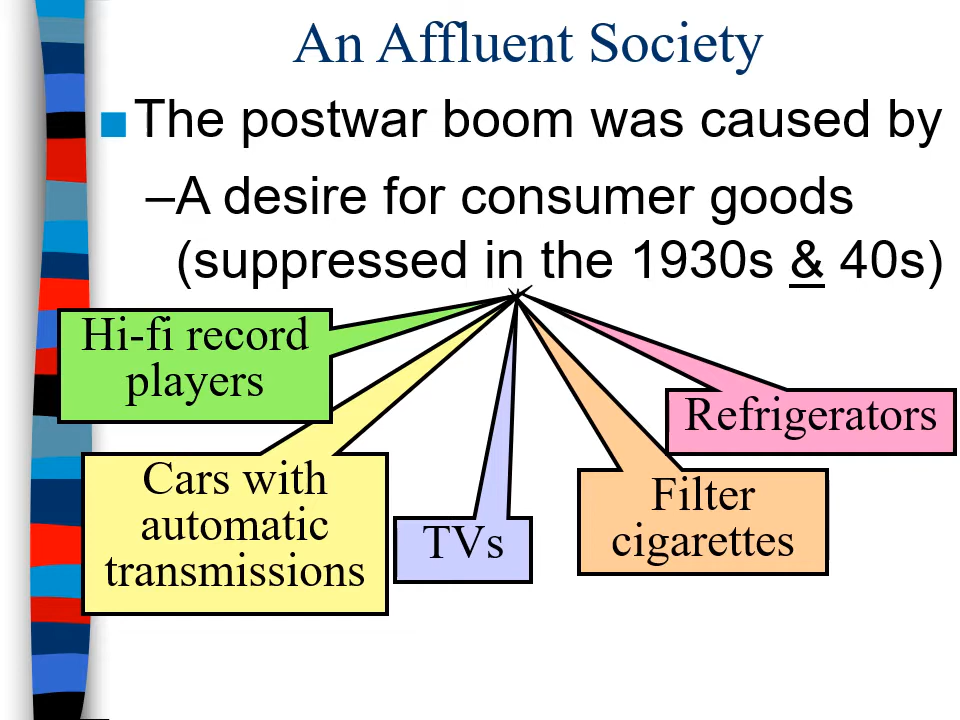 An Affluent Society
■The postwar boom was caused by
–A desire for consumer goods
(suppressed in the 1930s & 40s)
Hi-fi record
players
Cars with
automatic
transmissions
TVs
Filter
cigarettes
Refrigerators